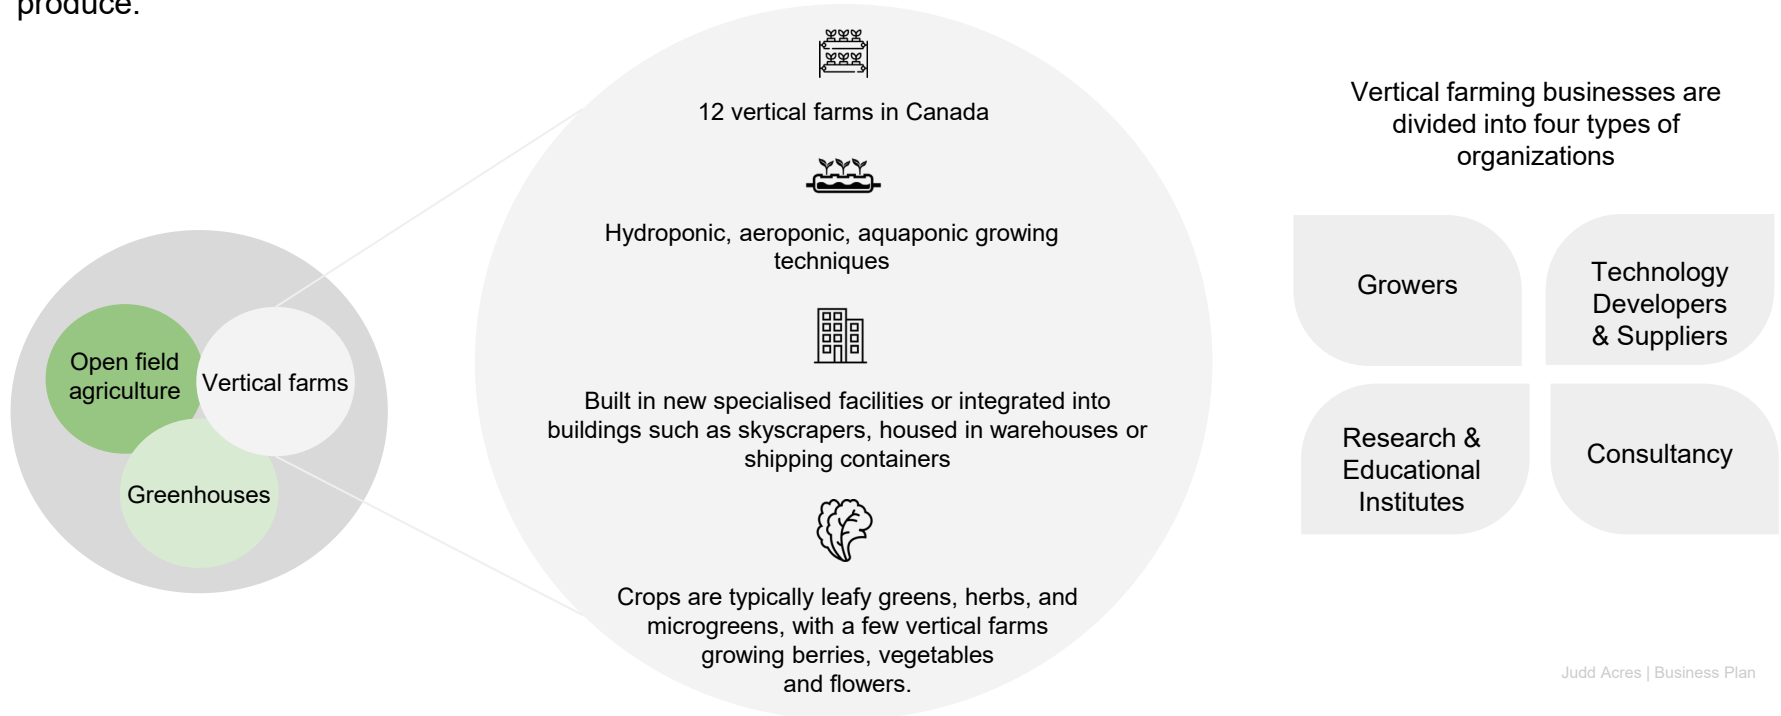 produce.
Open field
agriculture
Vertical farms
Greenhouses
12 vertical farms in Canada
Hydroponic, aeroponic, aquaponic growing
techniques
Built in new specialised facilities or integrated into
buildings such as skyscrapers, housed in warehouses or
shipping containers
Crops are typically leafy greens, herbs, and
microgreens, with a few vertical farms
growing berries, vegetables
and flowers.
Vertical farming businesses are
divided into four types of
organizations
Growers
Technology
Developers
& Suppliers
Research &
Educational
Institutes
Consultancy
Judd Acres | Business Plan